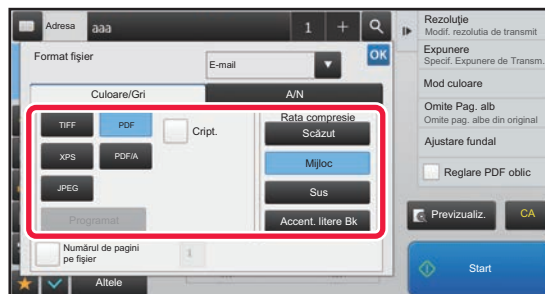 Adresa
aaa
1
Format fișier
E-mail
OK
Culoare/Gri
A/N
TIFF
PDF
Cript.
XPS
PDF/A
JPEG
Programat
Rata compresie
Scăzut
Mijloc
Sus
Accent. litere Bk
Numărul de pagini
pe fișier
1
Altele
Rezoluţie
Modif. rezolutia de transmit
Expunere
Specif. Expunere de Transm.
Mod culoare
Omite Pag. alb
Omite pag. albe din original
Ajustare fundal
Reglare PDF oblic
Previzualiz.
CA
Start